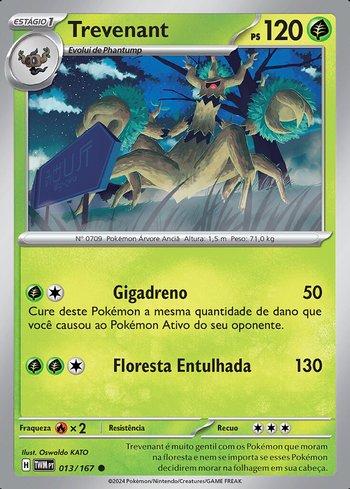 ESTÁGIO 1
Trevenant
PS 120
Evolui de Phantump
Nº 0709 Pokémon Árvore Anciã Altura: 1,5 m Peso: 71,0 kg
Gigadreno 50
Cure deste Pokémon a mesma quantidade de dano que
você causou ao Pokémon Ativo do seu oponente.
Floresta Entulhada 130
Fraqueza × 2 Resistência Recuo
Ilust. Oswaldo KATO
H TWM PT 013/167
Trevenant é muito gentil com os Pokémon que moram
na floresta e nem se importa se esses Pokémon
decidirem morar na folhagem em sua cabeça.
©2024 Pokémon/Nintendo/Creatures/GAME FREAK